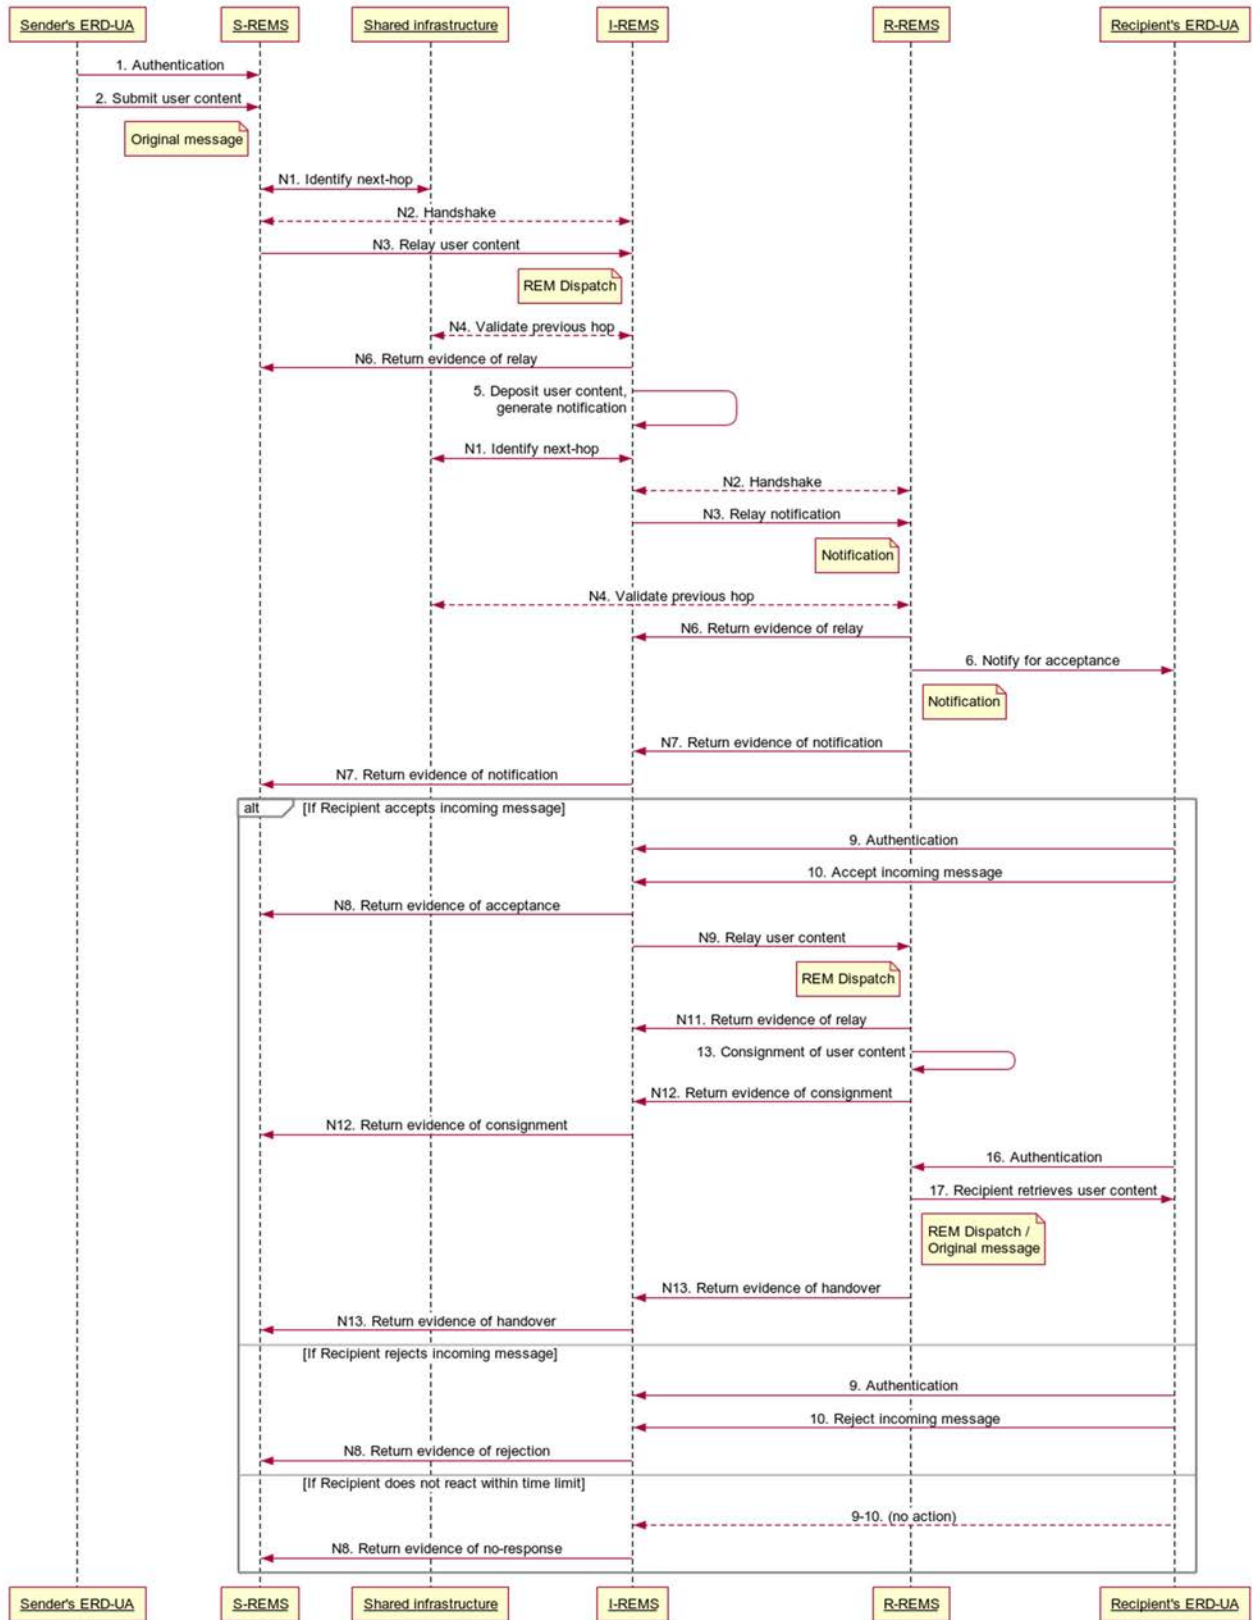 Sender's ERD-UA
S-REMS
Shared infrastructure
I-REMS
R-REMS
Recipient's ERD-UA
1. Authentication
2. Submit user content
Original message
N1. Identify next-hop
N2. Handshake
N3. Relay user content
REM Dispatch
N4. Validate previous hop
N6. Return evidence of relay
5. Deposit user content,
generate notification
N1. Identify next-hop
N2. Handshake
N3. Relay notification
Notification
N4. Validate previous hop
N6. Return evidence of relay
6. Notify for acceptance
Notification
N7. Return evidence of notification
N7. Return evidence of notification
alt
[If Recipient accepts incoming message]
9. Authentication
10. Accept incoming message
N8. Return evidence of acceptance
N9. Relay user content
REM Dispatch
N11. Return evidence of relay
13. Consignment of user content
N12. Return evidence of consignment
N12. Return evidence of consignment
16. Authentication
17. Recipient retrieves user content
REM Dispatch /
Original message
N13. Return evidence of handover
N13. Return evidence of handover
[If Recipient rejects incoming message]
9. Authentication
10. Reject incoming message
N8. Return evidence of rejection
[If Recipient does not react within time limit]
9-10. (no action)
N8. Return evidence of no-response
Sender's ERD-UA
S-REMS
Shared infrastructure
I-REMS
R-REMS
Recipient's ERD-UA